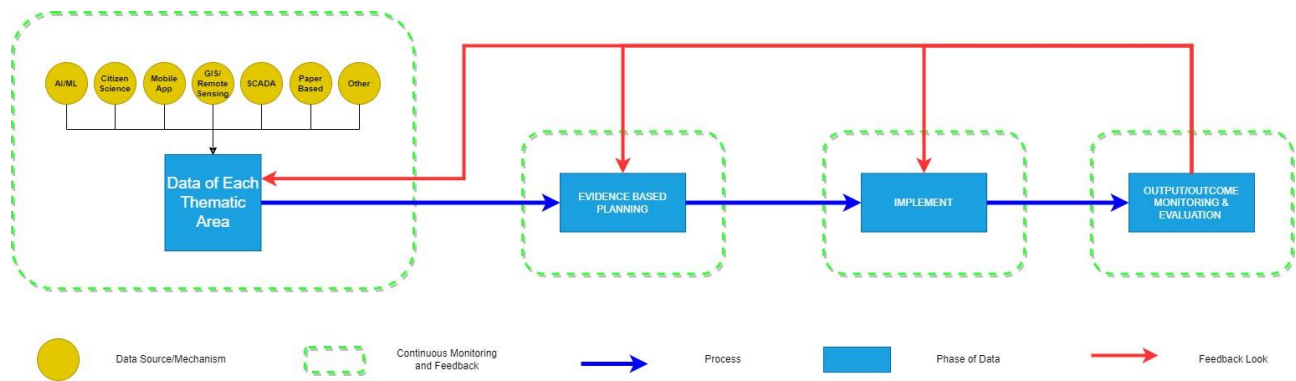 AI/ML
Citizen
Science
Mobile
App
GIS/
Remote
Sensing
SCADA
Paper
Based
Other
Data of Each
Thematic
Area
EVIDENCE BASED
PLANNING
IMPLEMENT
OUTPUT/OUTCOME
MONITORING &
EVALUATION
Data Source/Mechanism
Continuous Monitoring
and Feedback
Process
Phase of Data
Feedback Look